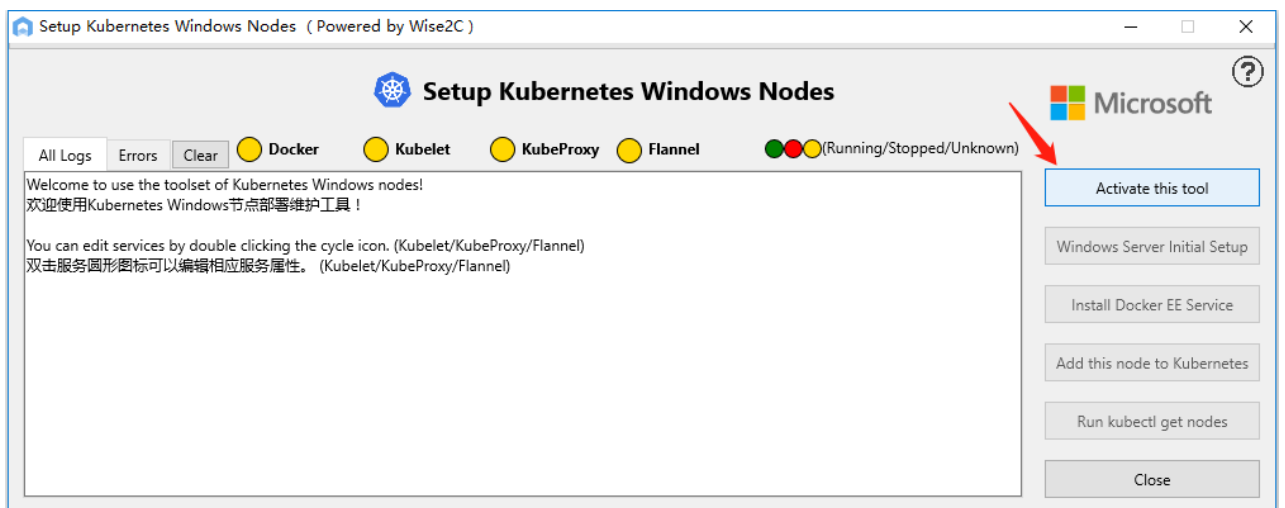 Setup Kubernetes Windows Nodes （Powered by Wise2C）
Setup Kubernetes Windows Nodes
?
Microsoft
All Logs
Errors
Clear
Docker
Kubelet
KubeProxy
Flannel
(Running/Stopped/Unknown)
Welcome to use the toolset of Kubernetes Windows nodes!
欢迎使用Kubernetes Windows节点部署维护工具！
You can edit services by double clicking the cycle icon. (Kubelet/KubeProxy/Flannel)
双击服务圆形图标可以编辑相应服务属性。 (Kubelet/KubeProxy/Flannel)
Activate this tool
Windows Server Initial Setup
Install Docker EE Service
Add this node to Kubernetes
Run kubectl get nodes
Close